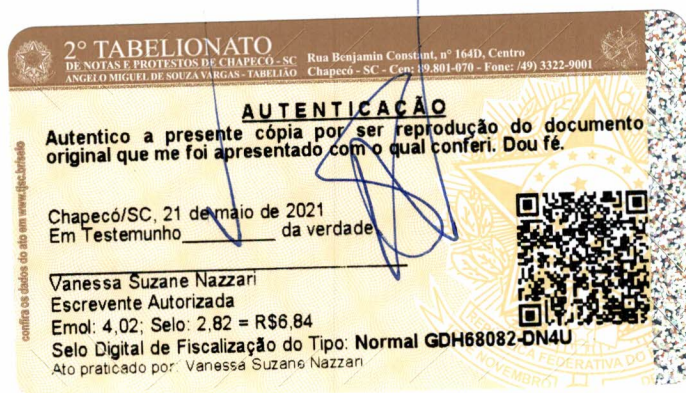 2° TABELIONATO
DE NOTAS E PROTESTOS DE CHAPECÓ - SC
ANGELO MIGUEL DE SOUZA VARGAS - TABELIÃO
Rua Benjamin Constant, n° 164D, Centro
Chapecó - SC - Cep: 89.801-070 - Fone: /49) 3322-9001
AUTENTICAÇÃO
Autentico a presente cópia por ser reprodução do documento
original que me foi apresentado com o qual conferi. Dou fé.
Chapecó/SC, 21 de maio de 2021
Em Testemunho_________ da verdade
Vanessa Suzane Nazzari
Escrevente Autorizada
Emol: 4,02; Selo: 2,82 = R$6,84
Selo Digital de Fiscalização do Tipo: Normal GDH68082-DN4U
Ato praticado por: Vanessa Suzane Nazzari
confira os dados do ato em www.tjsc.br/selo